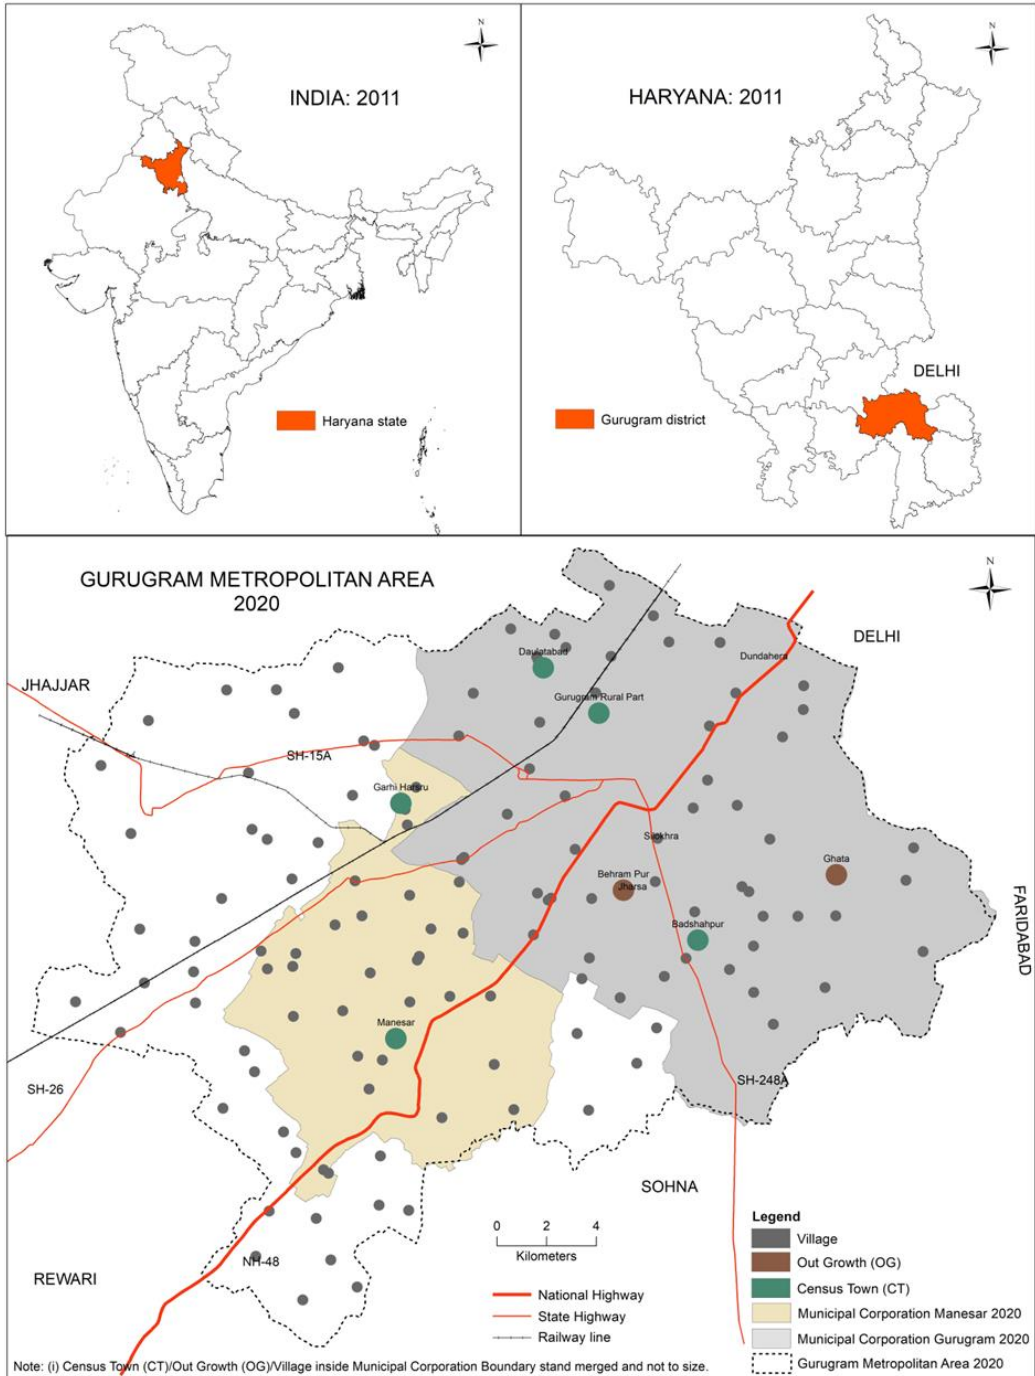 N
INDIA: 2011
Haryana state
N
HARYANA: 2011
DELHI
Gurugram district
GURUGRAM METROPOLITAN AREA
2020
N
DELHI
JHAJJAR
Daulatabad
Dundahera
Gurugram Rural Part
SH-15A
Garhi Harsru
Silokhra
Ghata
Behram Pur
Jharsa
Badshahpur
FARIDABAD
Manesar
SH-26
SH-248A
SOHNA
NH-48
REWARI
0 2 4
Kilometers
National Highway
State Highway
Railway line
Legend
Village
Out Growth (OG)
Census Town (CT)
Municipal Corporation Manesar 2020
Municipal Corporation Gurugram 2020
Gurugram Metropolitan Area 2020
Note: (i) Census Town (CT)/Out Growth (OG)/Village inside Municipal Corporation Boundary stand merged and not to size.